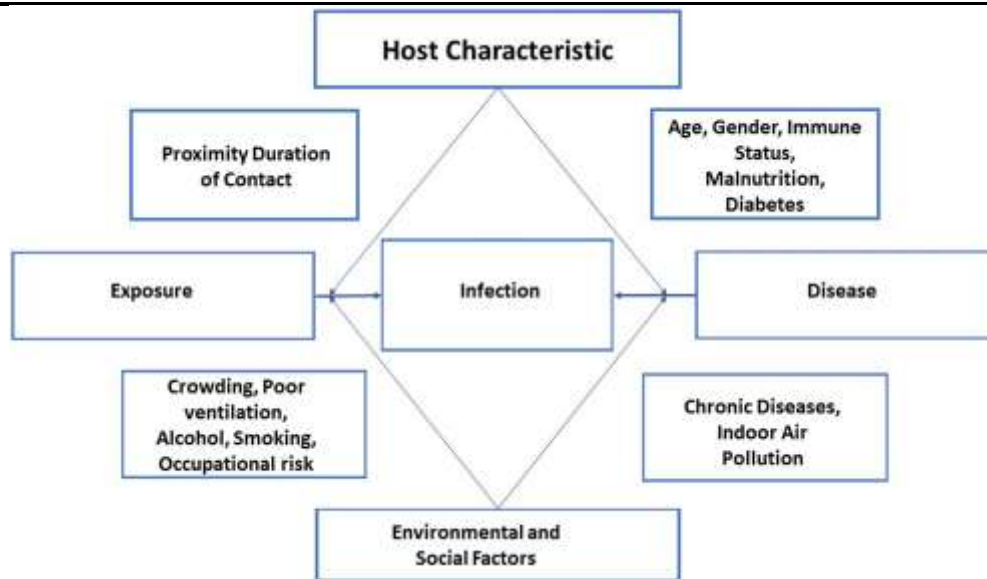 Host Characteristic
Proximity Duration
of Contact
Age, Gender, Immune
Status,
Malnutrition,
Diabetes
Exposure
Infection
Disease
Crowding, Poor
ventilation,
Alcohol, Smoking,
Occupational risk
Chronic Diseases,
Indoor Air
Pollution
Environmental and
Social Factors